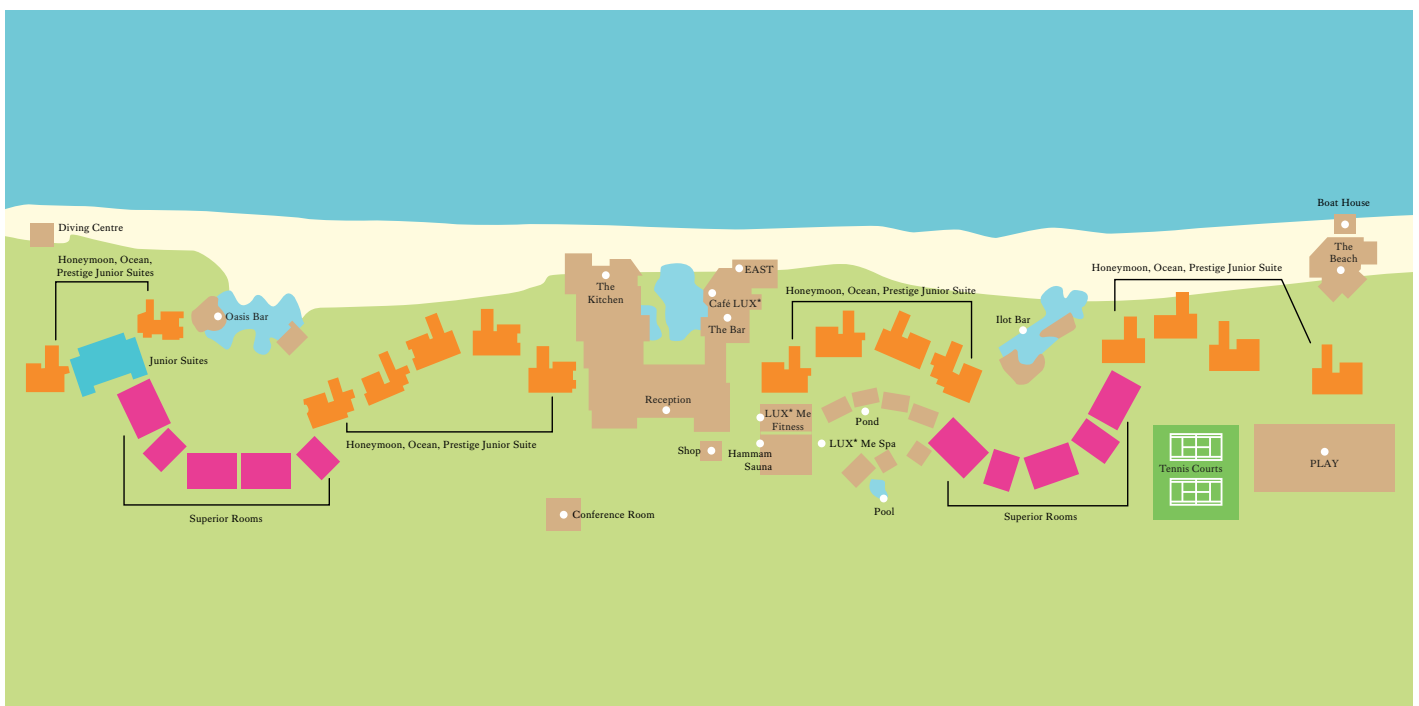 Boat House
Diving Centre
Honeymoon, Ocean,
Prestige Junior Suites
The
Beach
Honeymoon, Ocean, Prestige Junior Suite
EAST
The
Kitchen
Honeymoon, Ocean, Prestige Junior Suite
Café LUX*
Oasis Bar
Ilot Bar
The Bar
Junior Suites
Reception
LUX* Me
Fitness
Pond
Honeymoon, Ocean, Prestige Junior Suite
Shop
Hammam
Sauna
LUX* Me Spa
Tennis Courts
PLAY
Pool
Conference Room
Superior Rooms
Superior Rooms